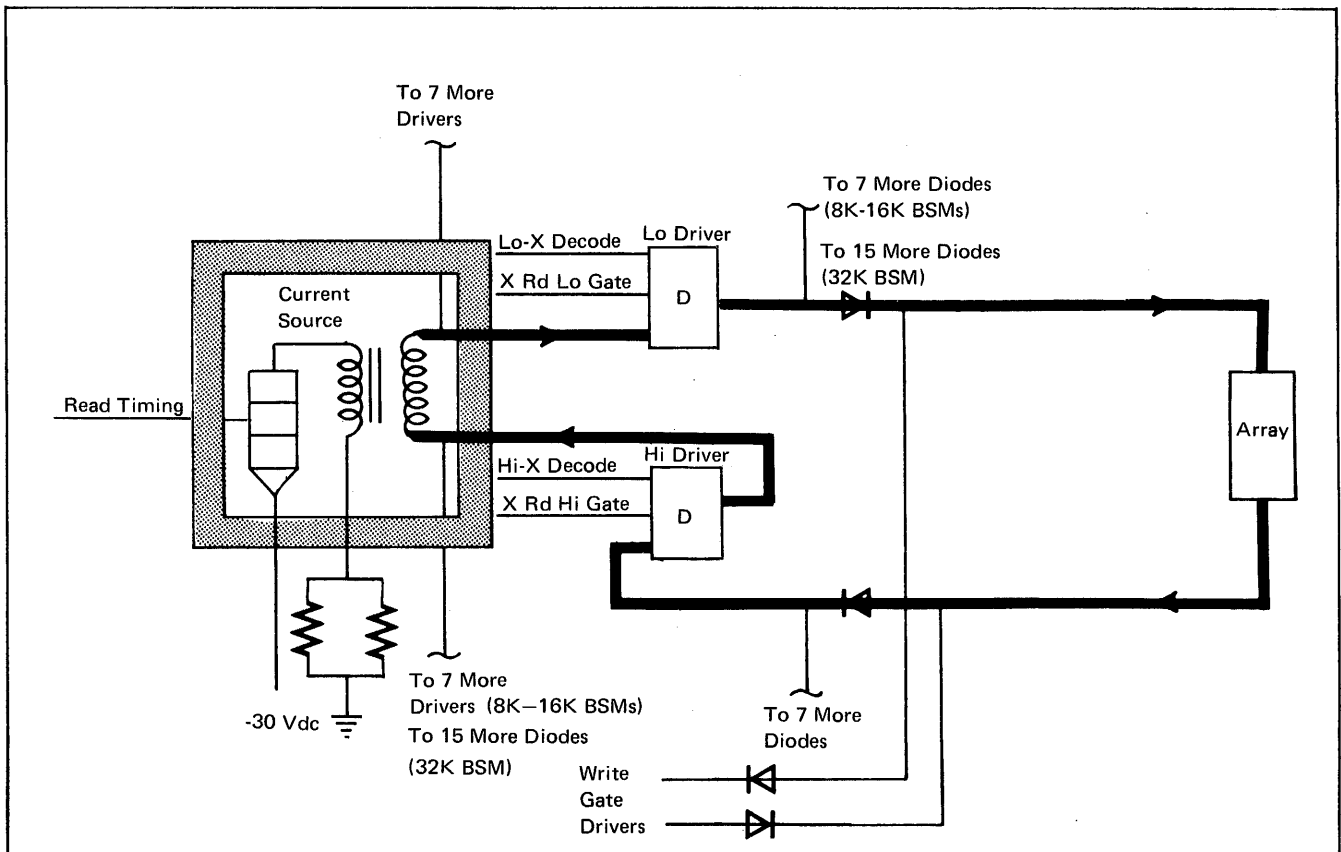 To 7 More
Drivers
To 7 More Diodes
(8K-16K BSMs)
Lo-X Decode
Lo Driver
To 15 More Diodes
(32K BSM)
X Rd Lo Gate
D
Current
Source
Read Timing
Array
Hi-X Decode
Hi Driver
X Rd Hi Gate
D
To 7 More
Drivers (8K—16K BSMs)
To 15 More Diodes
(32K BSM)
-30 Vdc
To 7 More
Diodes
Write
Gate
Drivers